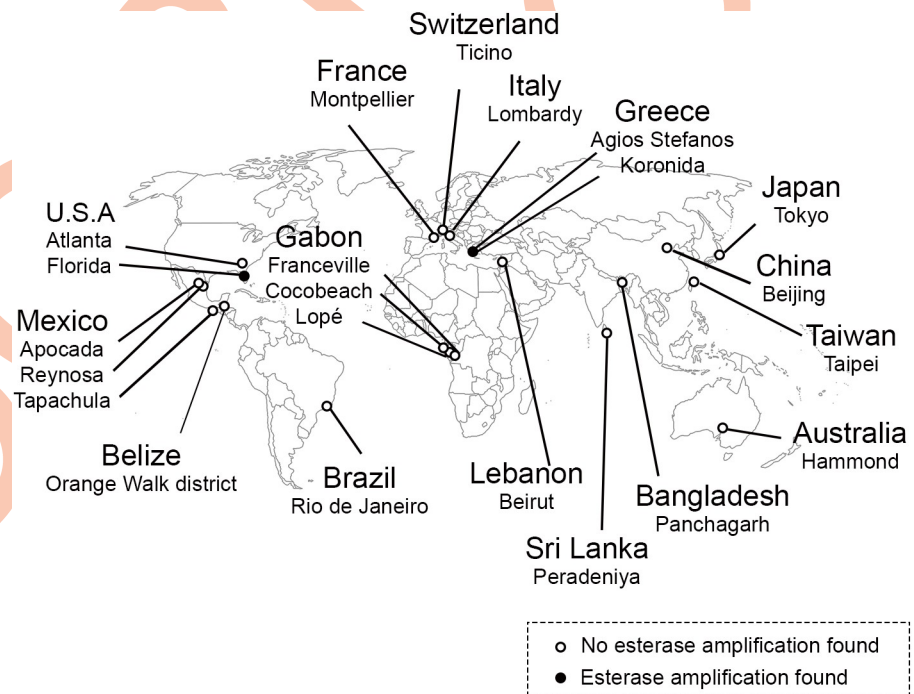 Switzerland
Ticino
France
Montpellier
Italy
Lombardy
Greece
Agios Stefanos
Koronida
Japan
Tokyo
U.S.A
Atlanta
Florida
Gabon
Franceville
Cocobeach
Lopé
China
Beijing
Mexico
Apocada
Reynosa
Tapachula
Taiwan
Taipei
Belize
Orange Walk district
Brazil
Rio de Janeiro
Lebanon
Beirut
Australia
Hammond
Bangladesh
Panchagarh
Sri Lanka
Peradeniya
No esterase amplification found
Esterase amplification found